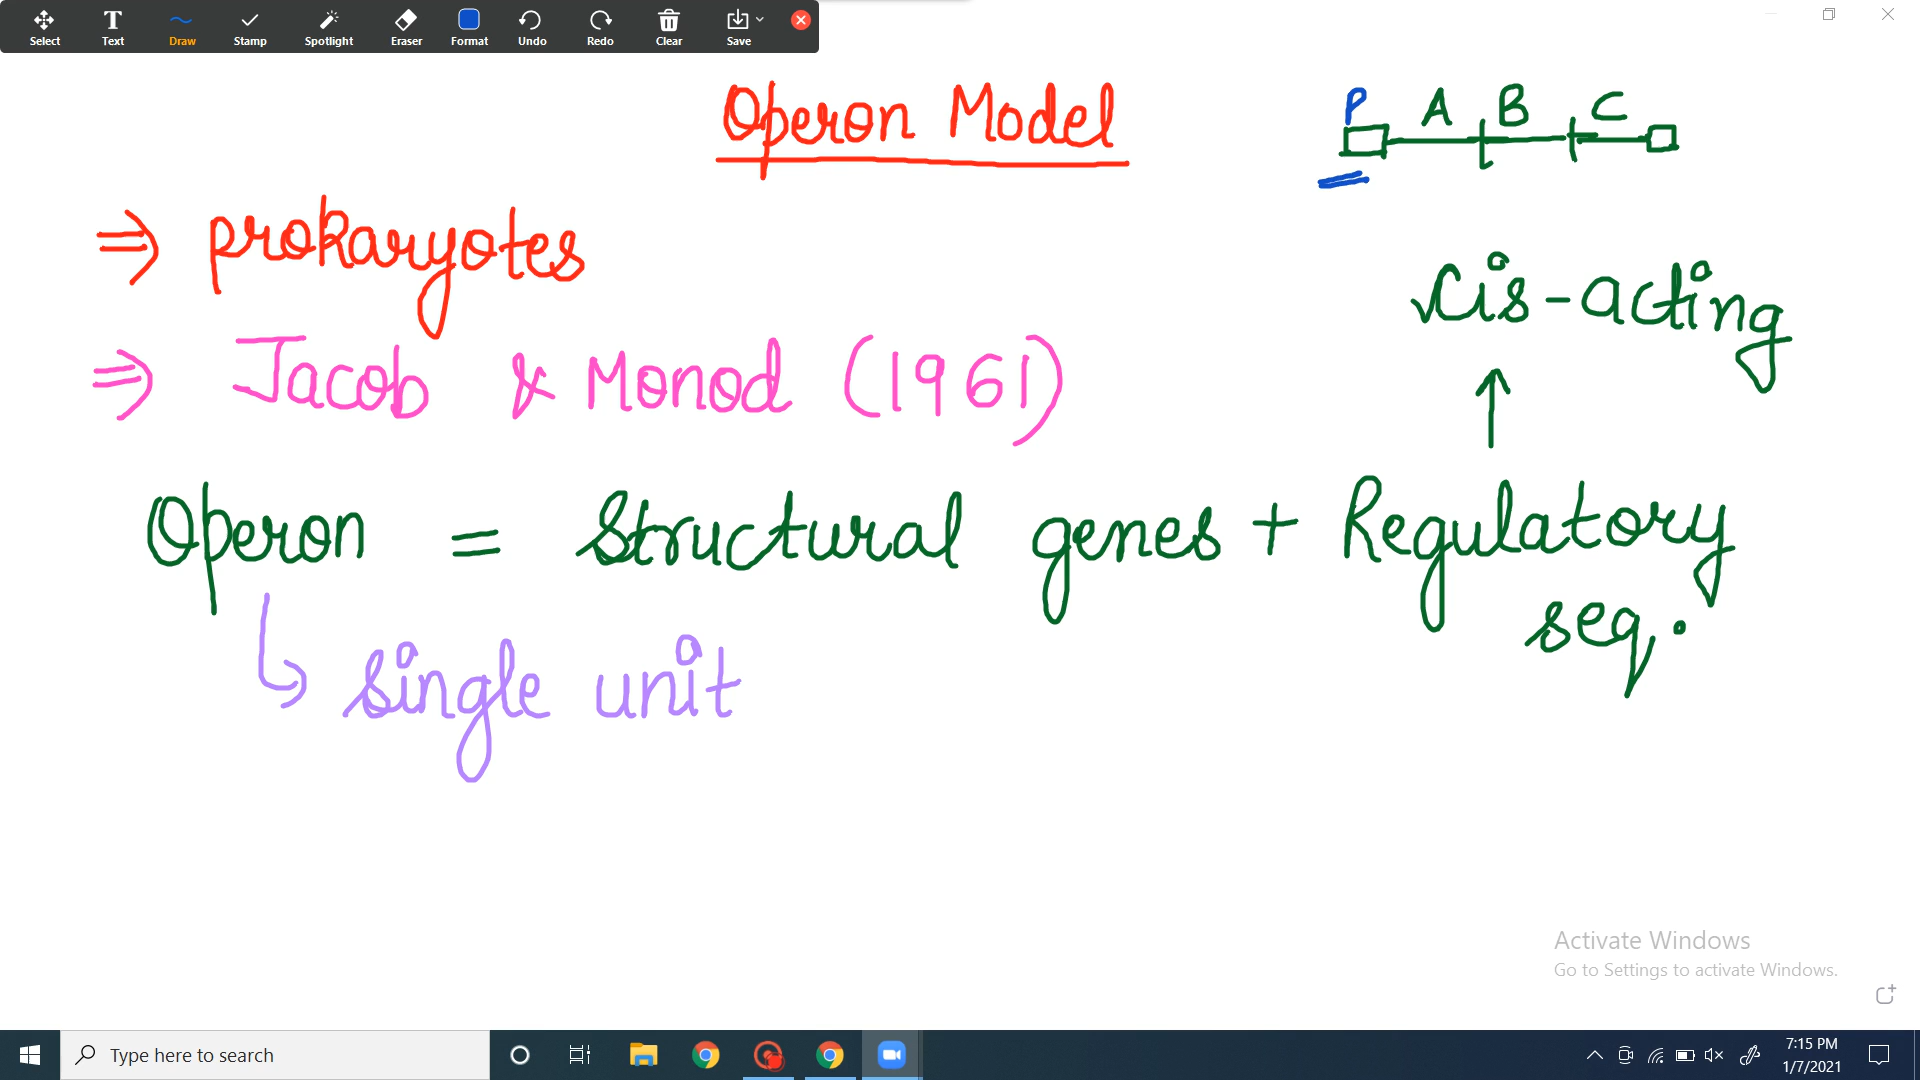 Select Text Draw Stamp Spotlight Eraser Format Undo Redo Clear Save
Operon Model
P A B C
⇒ prokaryotes
√cis-acting
⇒ Jacob & Monod (1961)
Operon = Structural genes + Regulatory
seq.
single unit
Activate Windows
Go to Settings to activate Windows.
Type here to search
7:15 PM
1/7/2021